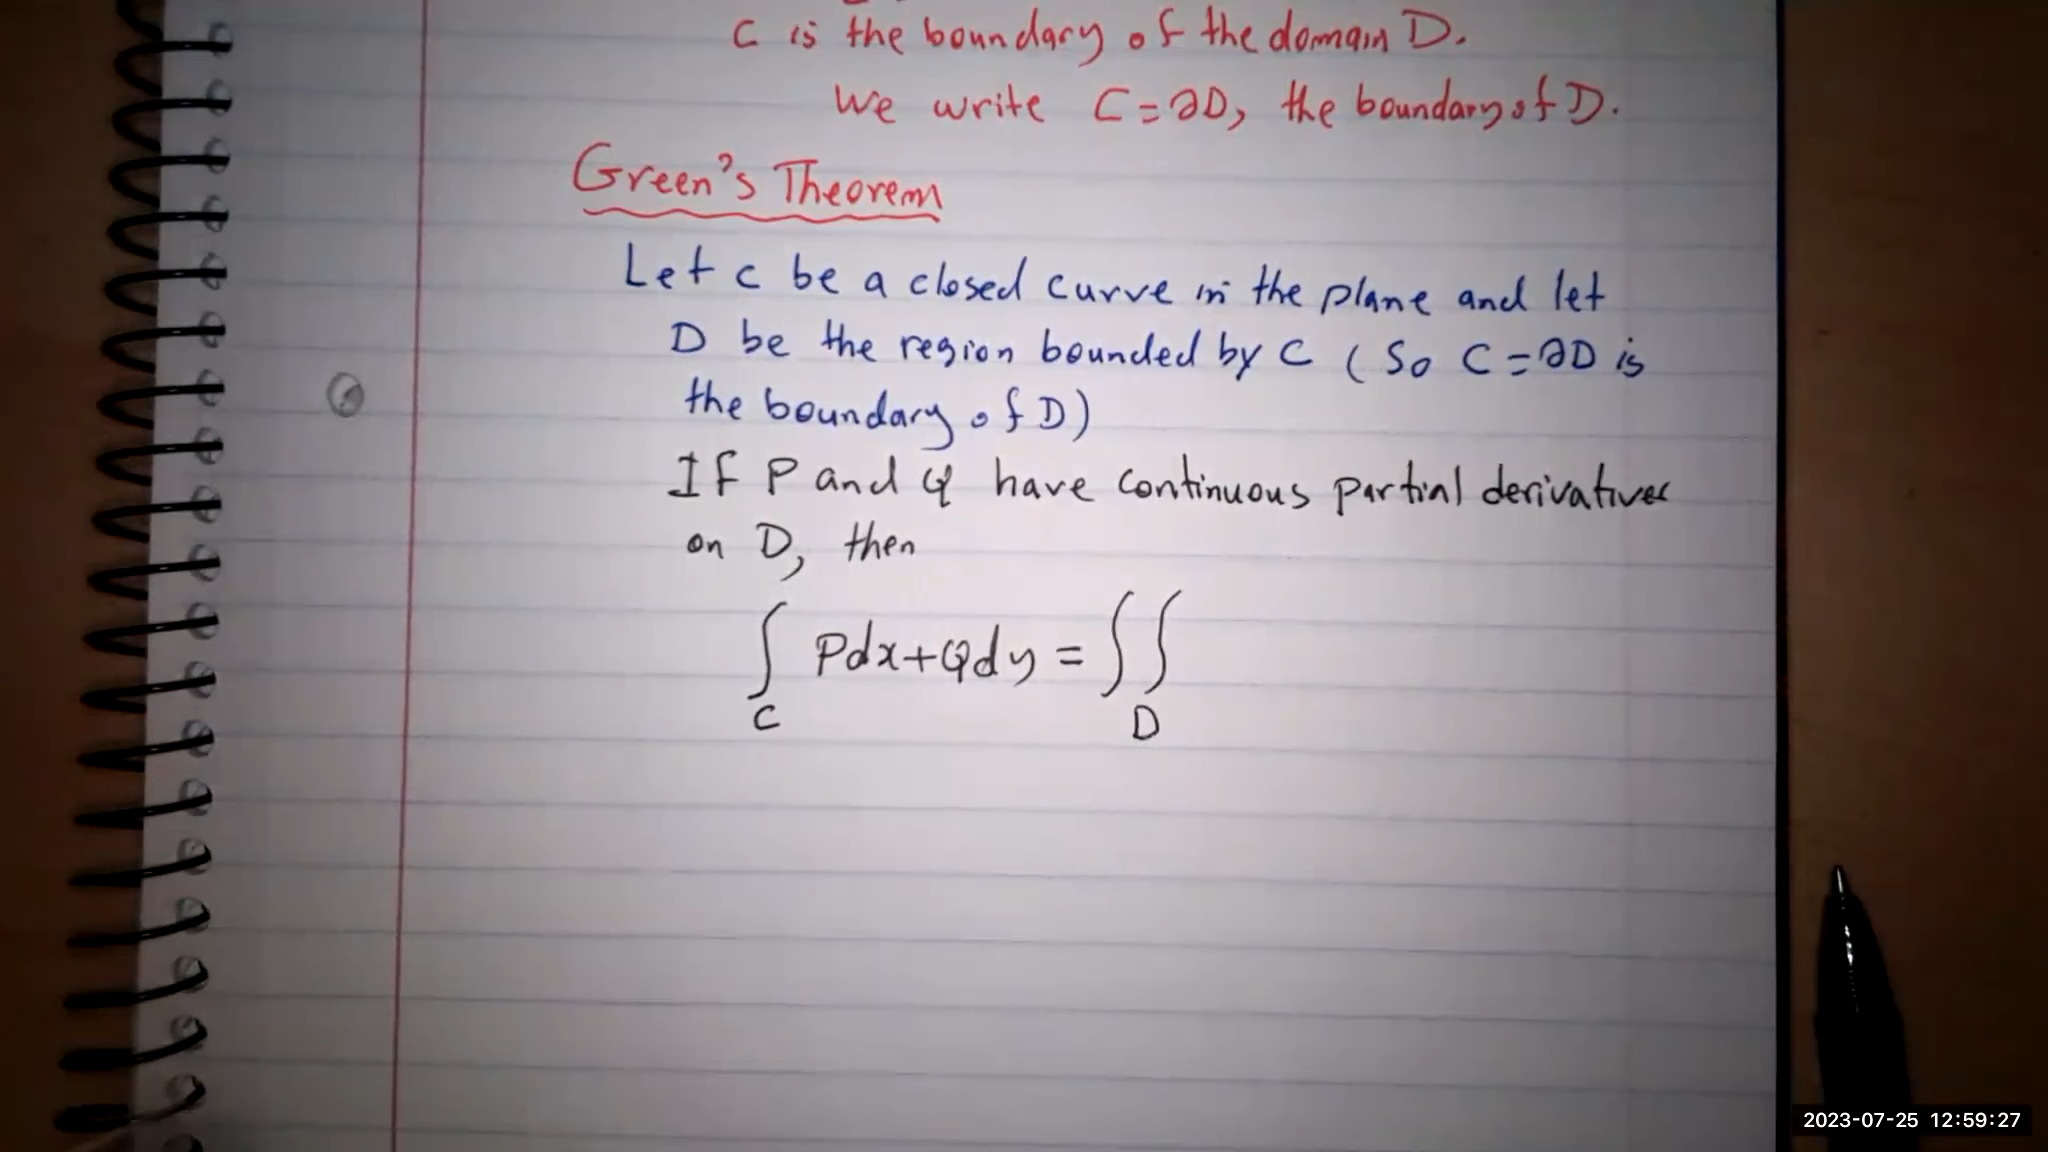 C is the boundary of the domain D.
We write C = ∂D, the boundary of D.
Green's Theorem
Let C be a closed curve in the plane and let
D be the region bounded by C (So C = ∂D is
the boundary of D)
If P and Q have continuous partial derivatives
on D, then
∫ Pdx+Qdy = ∫∫
C D
2023-07-25 12:59:27